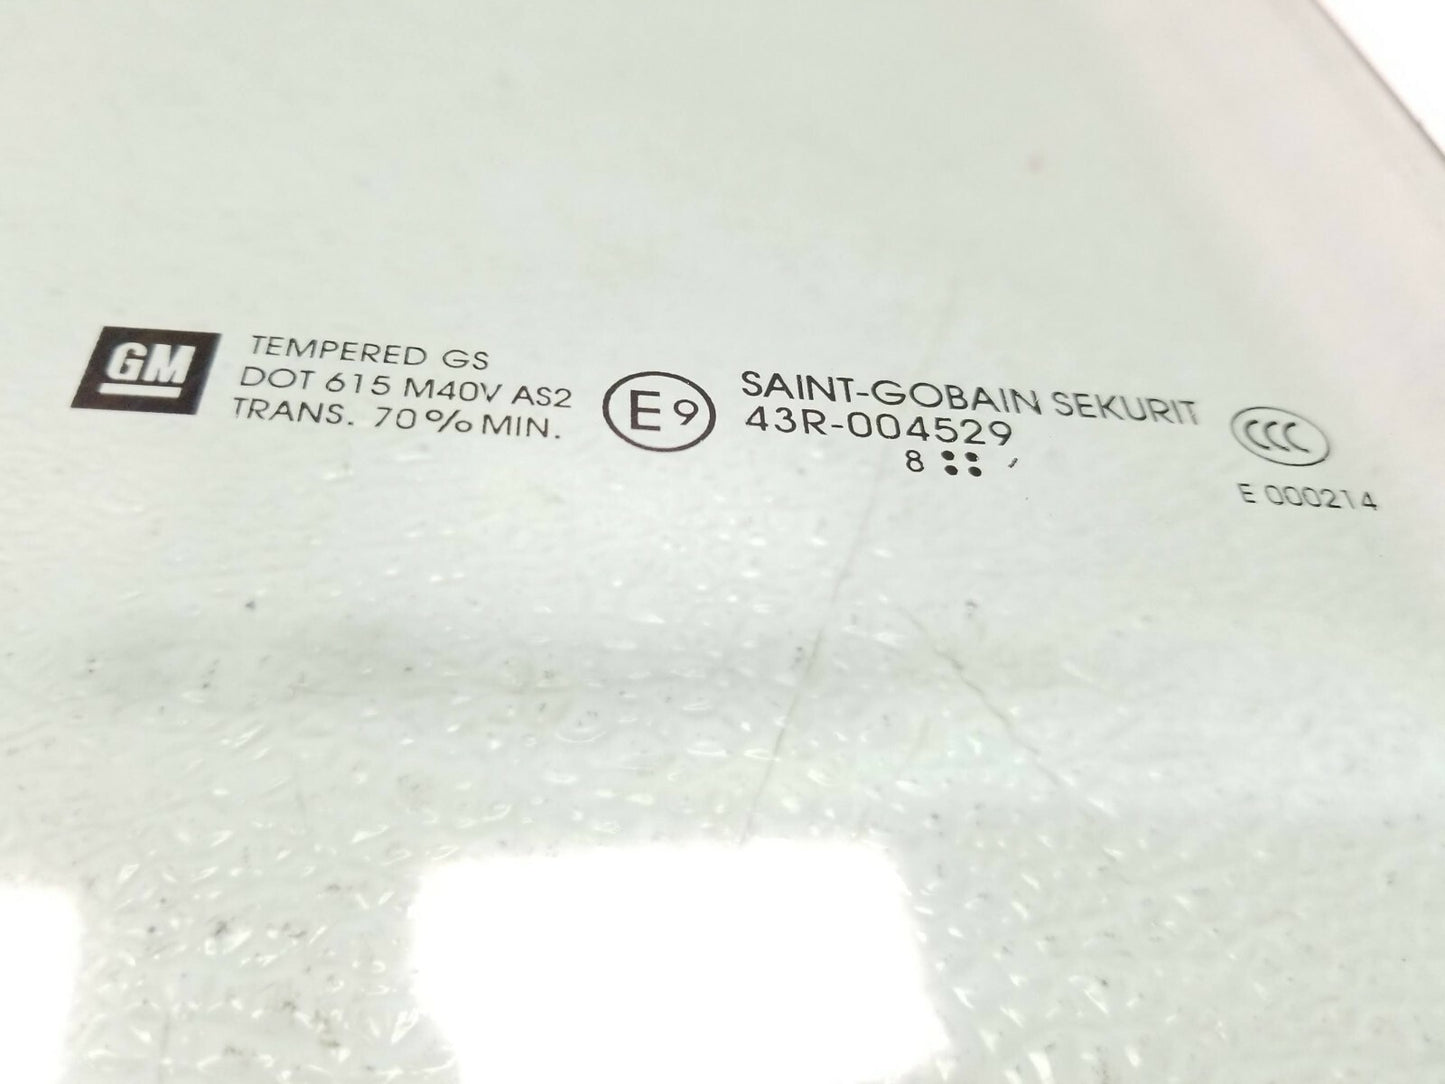 GM
TEMPERED GS
DOT 615 M40V AS2
TRANS. 70% MIN.
E9
SAINT-GOBAIN SEKURIT
43R-004529
8
CCC
E 000214